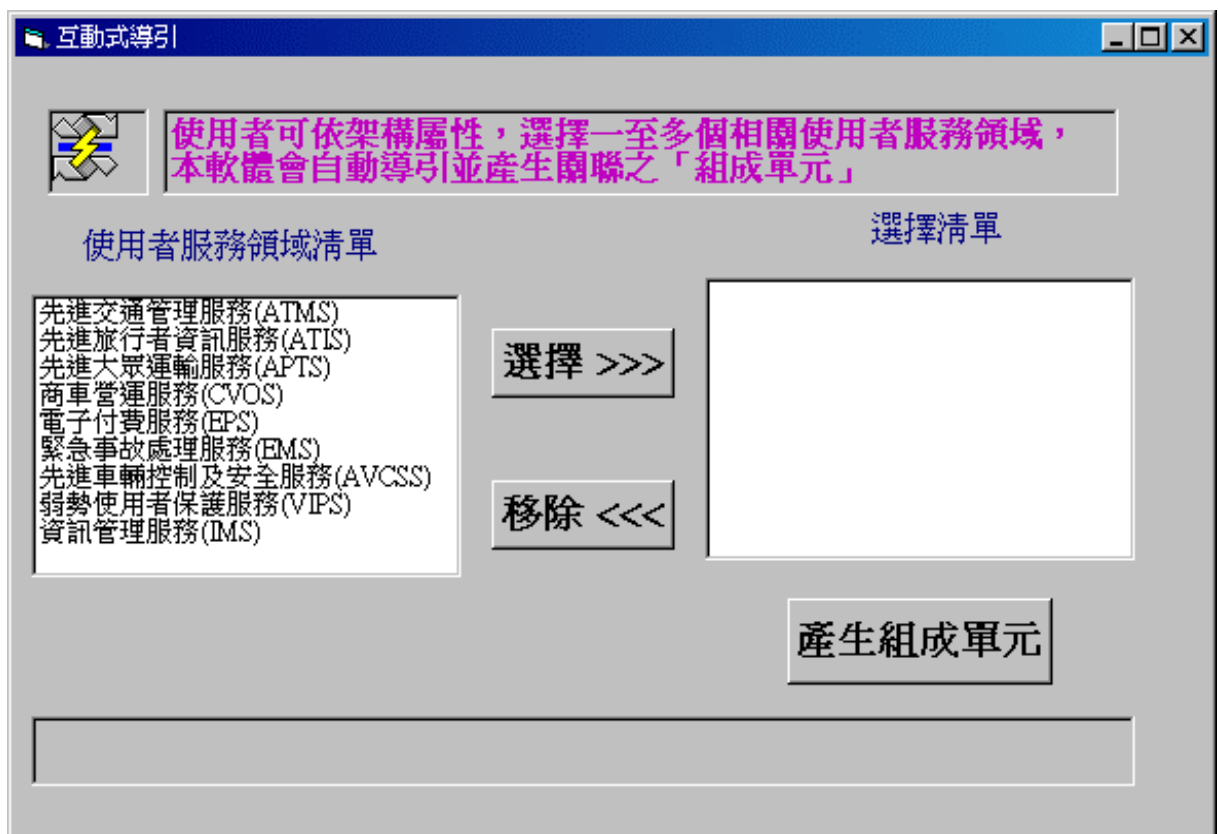 互動式導引
使用者可依架構屬性，選擇一至多個相關使用者服務領域，
本軟體會自動導引並產生關聯之「組成單元」
使用者服務領域清單
選擇清單
先進交通管理服務(ATMS)
先進旅行者資訊服務(ATIS)
先進大眾運輸服務(APTS)
商車營運服務(CVOS)
電子付費服務(EPS)
緊急事故處理服務(EMS)
先進車輛控制及安全服務(AVCSS)
弱勢使用者保護服務(VIPS)
資訊管理服務(IMS)
選擇 >>>
移除 <<<
產生組成單元